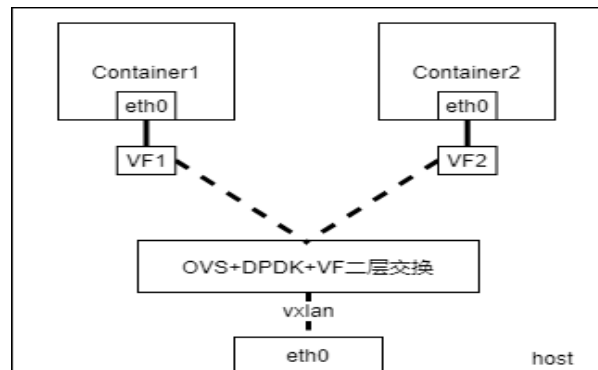 Container1
Container2
eth0
eth0
VF1
VF2
OVS+DPDK+VF二层交换
vxlan
eth0
host